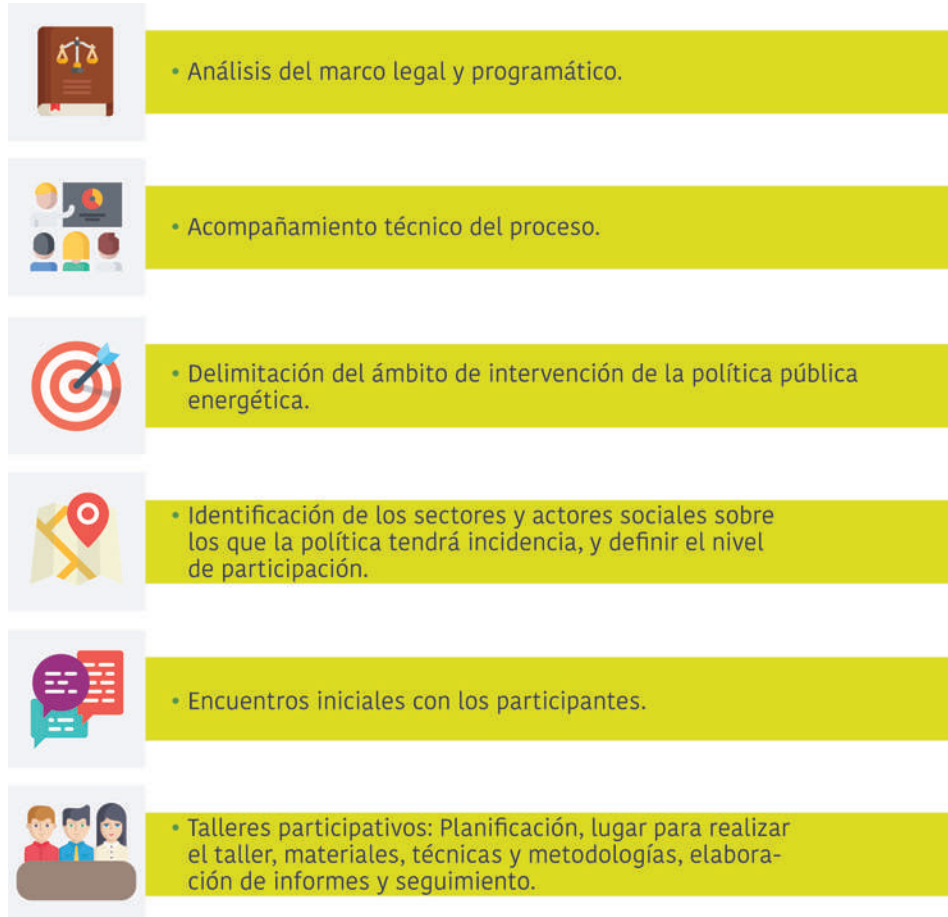 • Análisis del marco legal y programático.
• Acompañamiento técnico del proceso.
• Delimitación del ámbito de intervención de la política pública
energética.
• Identificación de los sectores y actores sociales sobre
los que la política tendrá incidencia, y definir el nivel
de participación.
• Encuentros iniciales con los participantes.
• Talleres participativos: Planificación, lugar para realizar
el taller, materiales, técnicas y metodologías, elabora-
ción de informes y seguimiento.